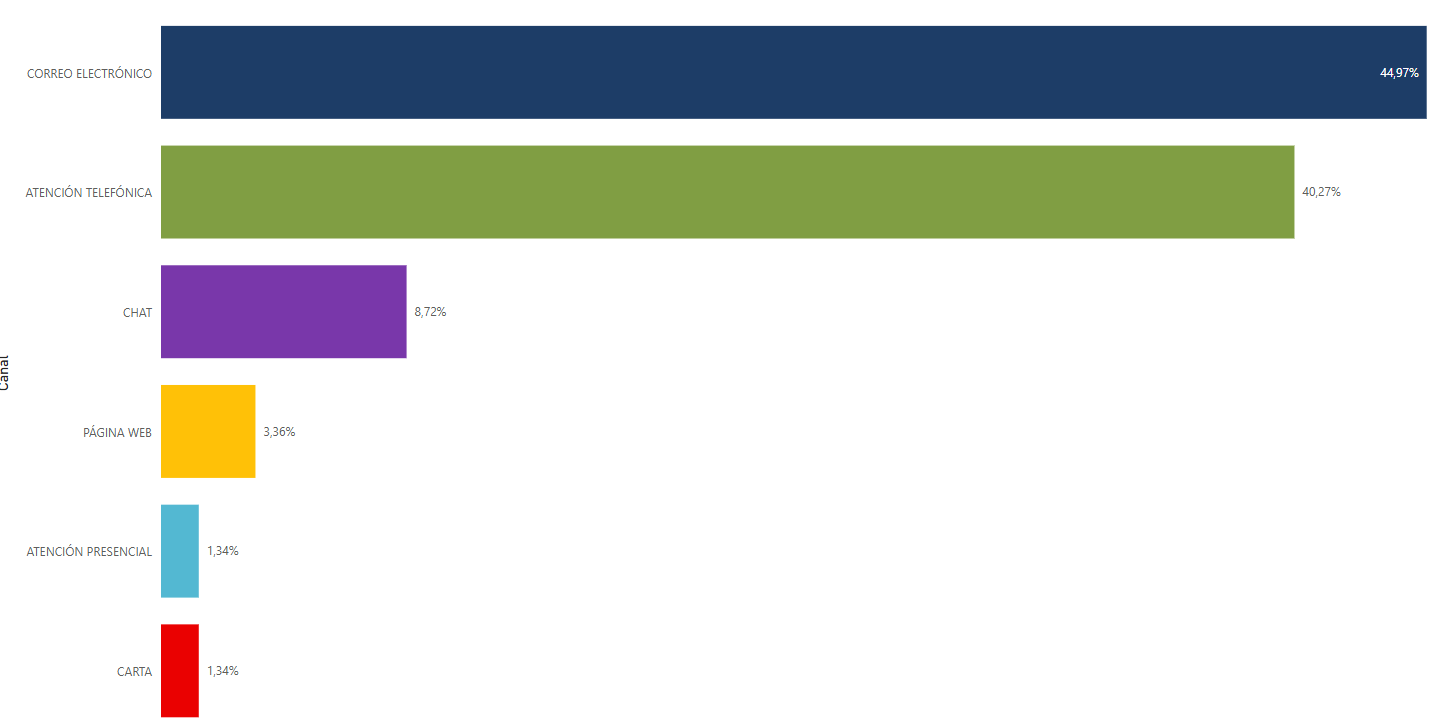 CORREO ELECTRÓNICO 44,97%
ATENCIÓN TELEFÓNICA 40,27%
CHAT 8,72%
Canal
PÁGINA WEB 3,36%
ATENCIÓN PRESENCIAL 1,34%
CARTA 1,34%